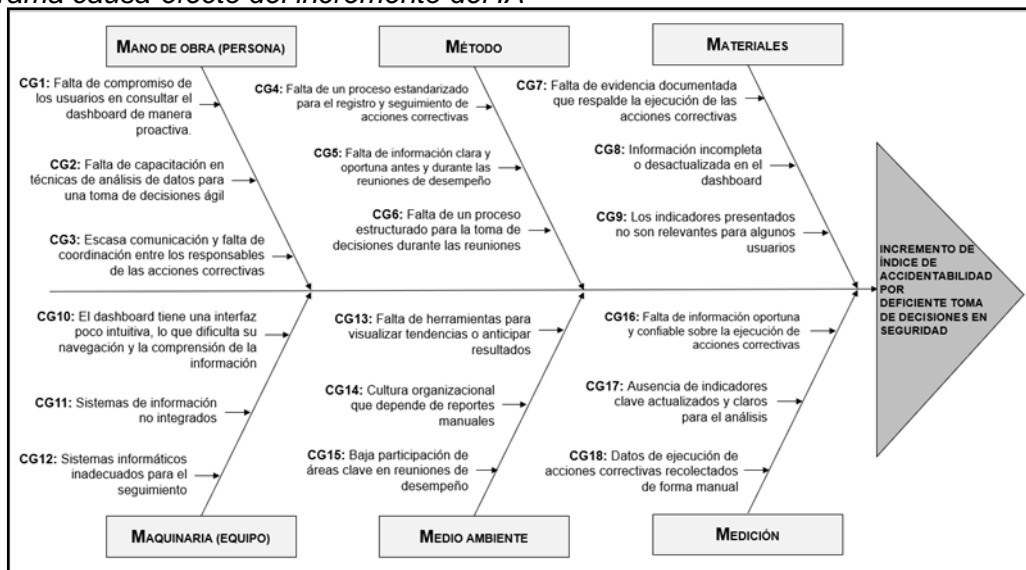 rama causa-efecto del incremento del IA
MANO DE OBRA (PERSONA)
CG1: Falta de compromiso de
los usuarios en consultar el
dashboard de manera
proactiva.
CG2: Falta de capacitación en
técnicas de análisis de datos para
una toma de decisiones ágil
CG3: Escasa comunicación y falta de
coordinación entre los responsables
de las acciones correctivas
MÉTODO
CG4: Falta de un proceso estandarizado
para el registro y seguimiento de
acciones correctivas
CG5: Falta de información clara y
oportuna antes y durante las
reuniones de desempeño
CG6: Falta de un proceso
estructurado para la toma de
decisiones durante las reuniones
MATERIALES
CG7: Falta de evidencia documentada
que respalde la ejecución de las
acciones correctivas
CG8: Información incompleta
o desactualizada en el
dashboard
CG9: Los indicadores presentados
no son relevantes para algunos
usuarios
INCREMENTO DE
ÍNDICE DE
ACCIDENTABILIDAD
POR
DEFICIENTE TOMA
DE DECISIONES EN
SEGURIDAD
CG10: El dashboard tiene una interfaz
poco intuitiva, lo que dificulta su
navegación y la comprensión de la
información
CG11: Sistemas de información
no integrados
CG12: Sistemas informáticos
inadecuados para el
seguimiento
MAQUINARIA (EQUIPO)
CG13: Falta de herramientas para
visualizar tendencias o anticipar
resultados
CG14: Cultura organizacional
que depende de reportes
manuales
CG15: Baja participación de
áreas clave en reuniones de
desempeño
MEDIO AMBIENTE
CG16: Falta de información oportuna
y confiable sobre la ejecución de
acciones correctivas
CG17: Ausencia de indicadores
clave actualizados y claros
para el análisis
CG18: Datos de ejecución de
acciones correctivas recolectados
de forma manual
MEDICIÓN